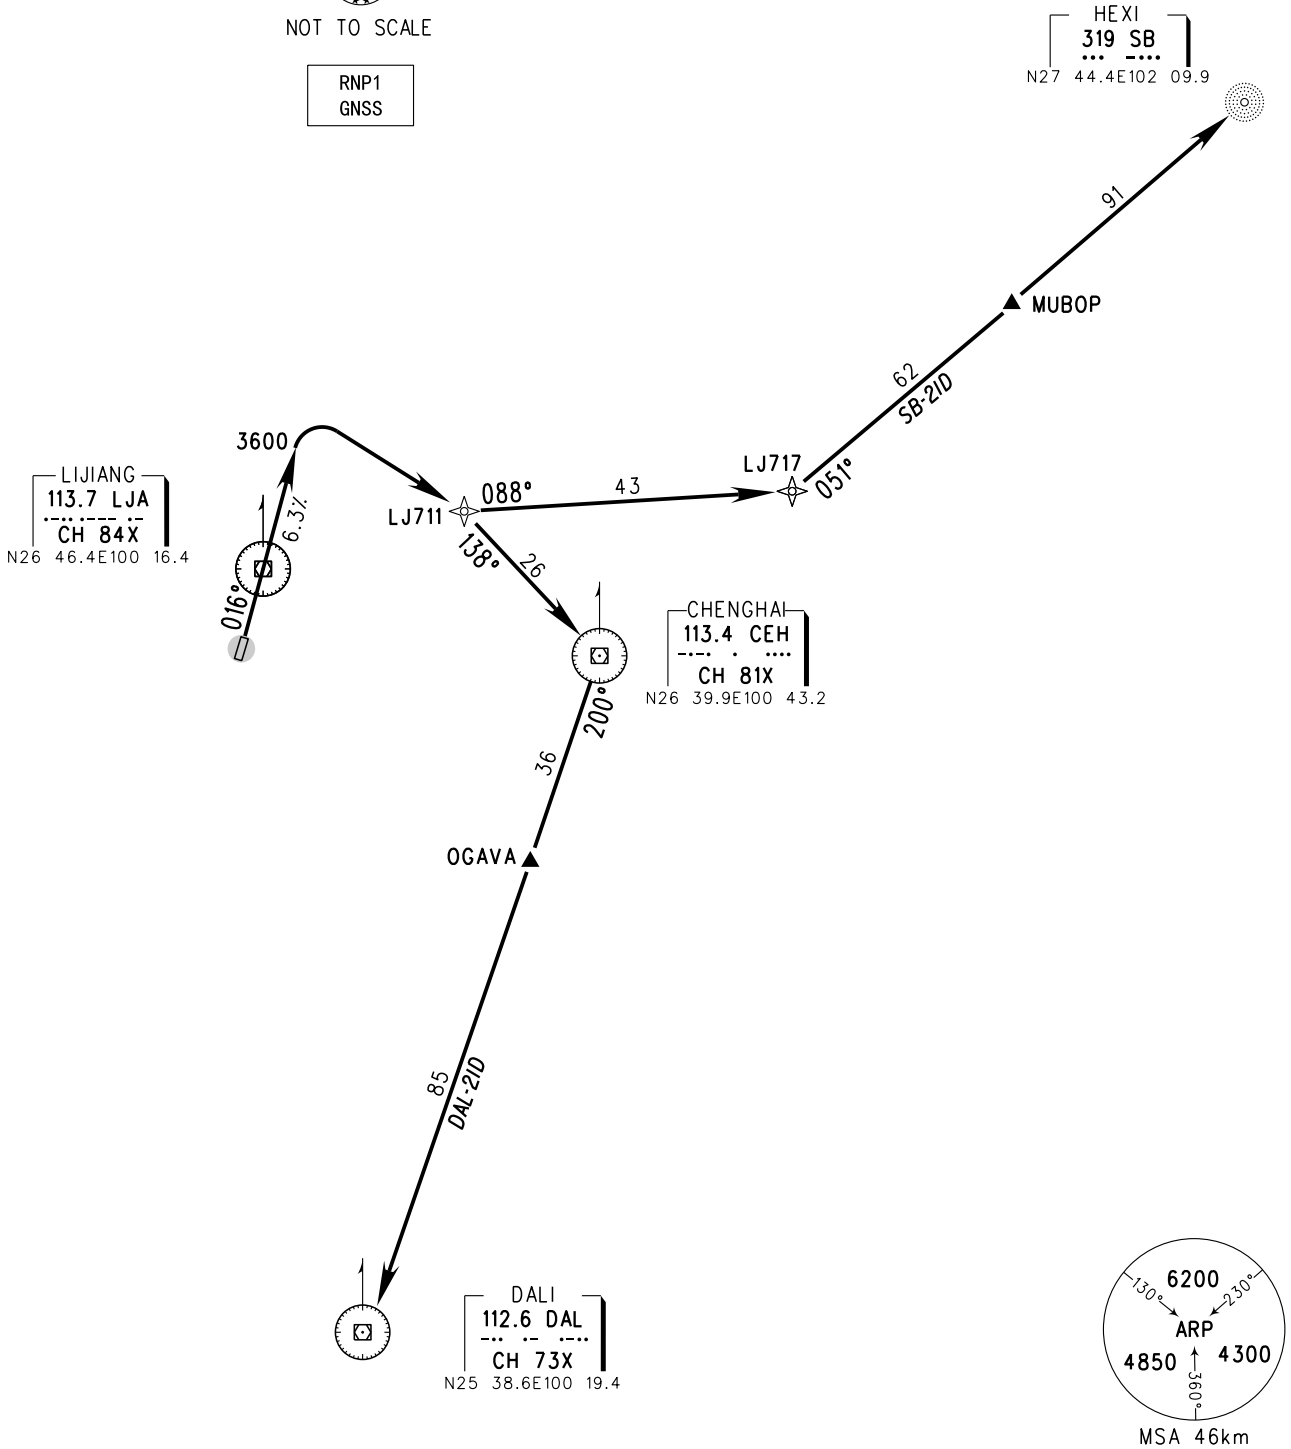 NOT TO SCALE
RNP1
GNSS
HEXI
319 SB
N27 44.4E102 09.9
91
MUBOP
62
SB-21D
3600
LIJIANG
113.7 LJA
CH 84X
N26 46.4E100 16.4
6.3%
016°
LJ711
088°
43
LJ717
051°
138°
26
CHENGHAI
113.4 CEH
CH 81X
N26 39.9E100 43.2
200°
36
OGAVA
85
DAL-21D
DALI
112.6 DAL
CH 73X
N25 38.6E100 19.4
6200
130°
230°
ARP
4850
4300
360°
MSA 46km